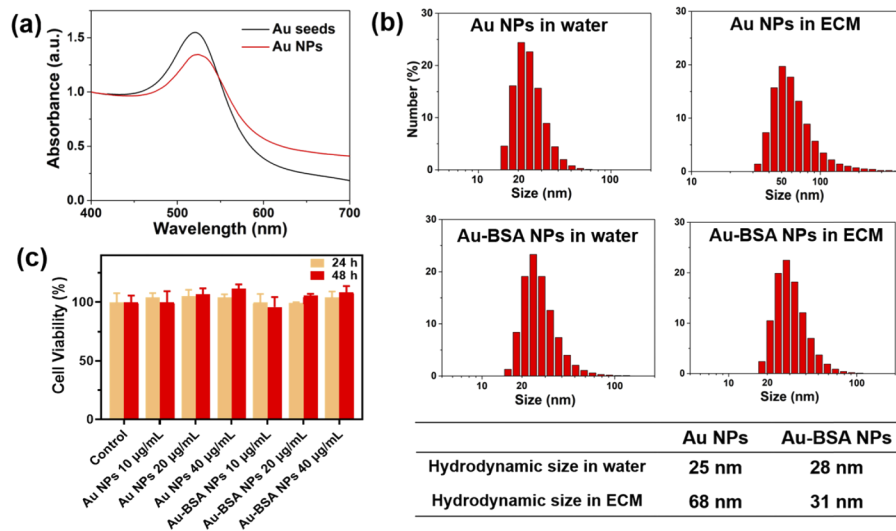 (a)
Au seeds
Au NPs
Absorbance (a.u.)
1.5
1.0
0.5
0.0
400 500 600 700
Wavelength (nm)
(b)
Au NPs in water
Number (%)
30
20
10
0
10 20 100
Size (nm)
Au NPs in ECM
30
20
10
0
10 50 100
Size (nm)
Au-BSA NPs in water
30
20
10
0
10 20 100
Size (nm)
Au-BSA NPs in ECM
30
20
10
0
10 20 100
Size (nm)
(c)
24 h
48 h
Cell Viability (%)
100
50
0
Control
Au NPs 10 μg/mL
Au NPs 20 μg/mL
Au NPs 40 μg/mL
Au-BSA NPs 10 μg/mL
Au-BSA NPs 20 μg/mL
Au-BSA NPs 40 μg/mL
Au NPs Au-BSA NPs
Hydrodynamic size in water 25 nm 28 nm
Hydrodynamic size in ECM 68 nm 31 nm